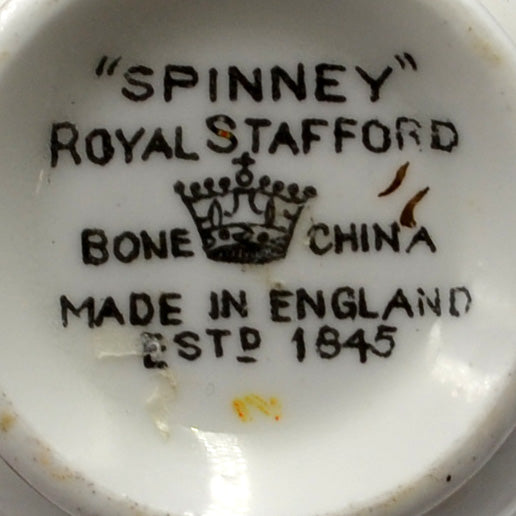 "SPINNEY"
ROYAL STAFFORD
BONE CHINA
MADE IN ENGLAND
ESTD 1845